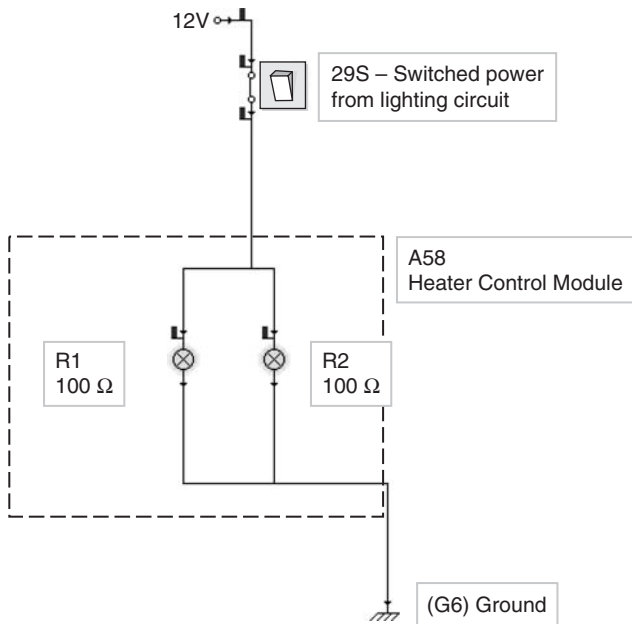 12V
29S – Switched power
from lighting circuit
A58
Heater Control Module
R1
100 Ω
R2
100 Ω
(G6) Ground